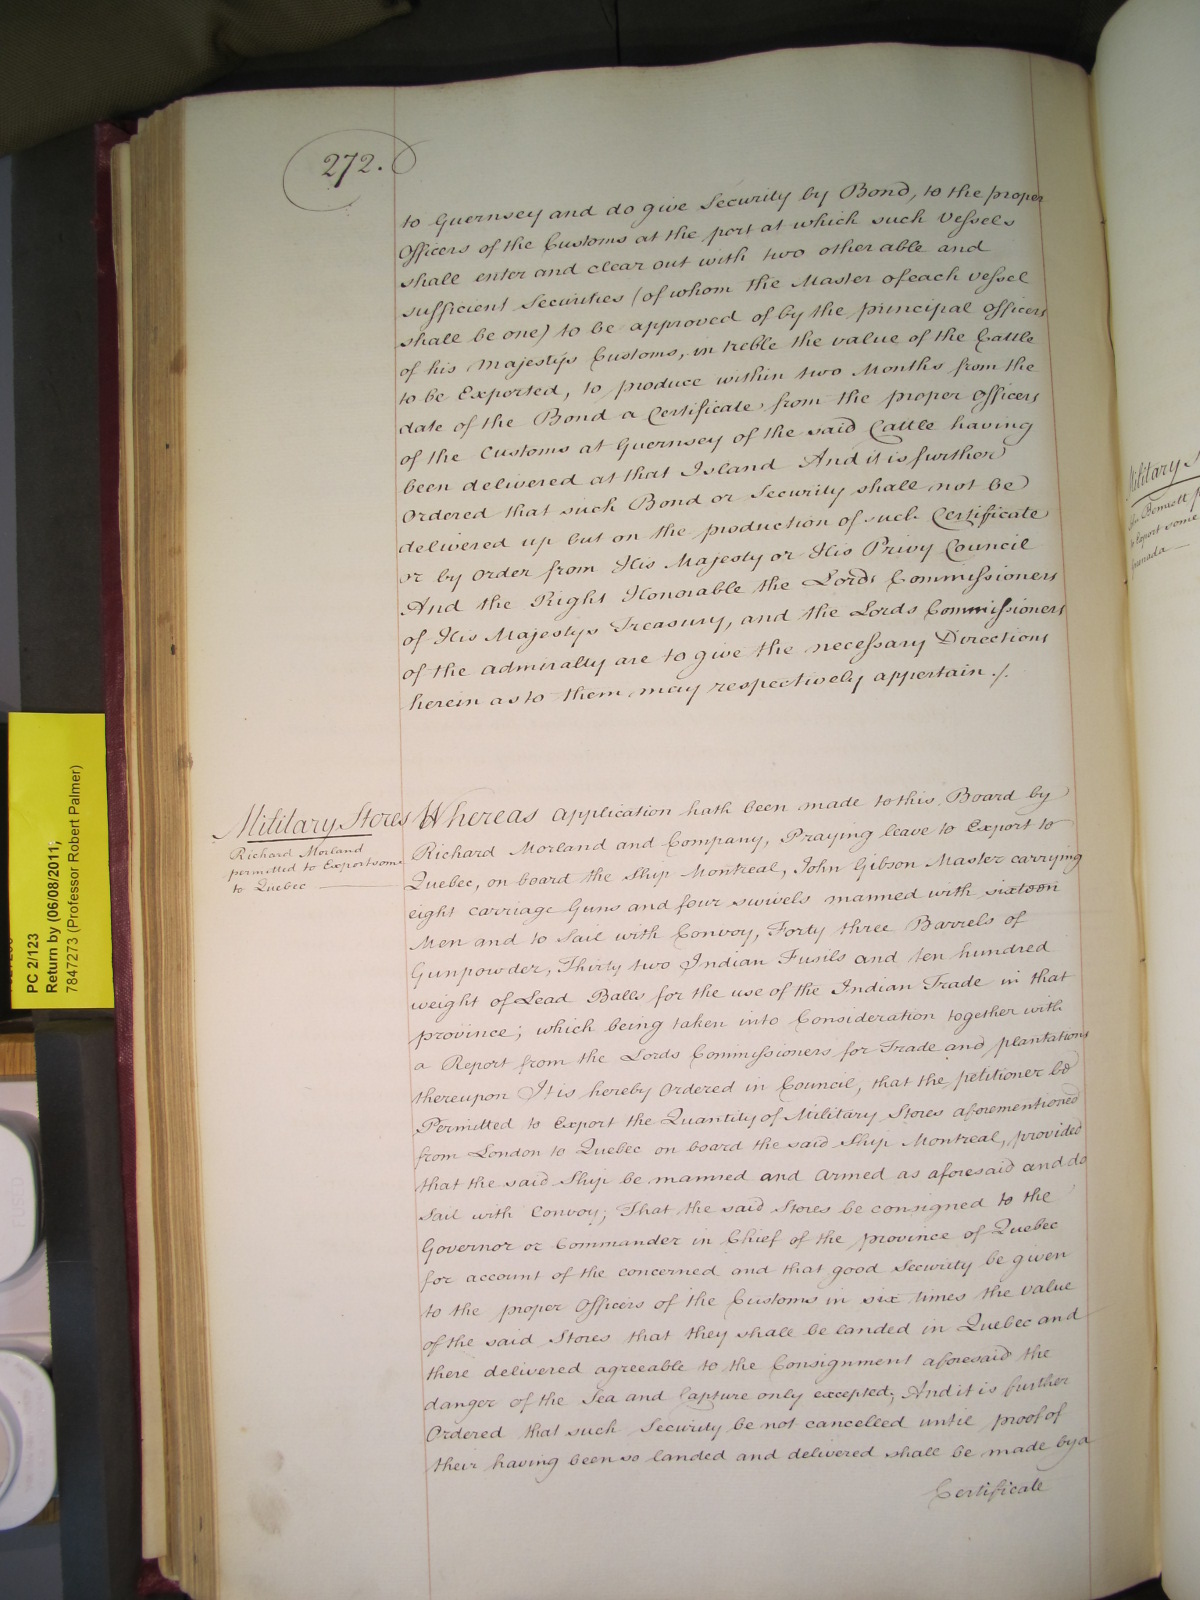 272.
to Guernsey and do give Security by Bond, to the proper
Officers of the Customs at the port at which such Vessels
shall enter and clear out with two other able and
sufficient Securities (of whom the Master of each vessel
shall be one) to be approved of by the principal Officers
of his Majestys Customs, in treble the value of the Cattle
to be Exported, to produce within two Months from the
date of the Bond a Certificate from the proper Officers
of the Customs at Guernsey of the said Cattle having
been delivered at that Island And it is further
Ordered that such Bond or Security shall not be
delivered up but on the production of such Certificate
or by Order from His Majesty or His Privy Council
And the Right Honorable the Lords Commissioners
of His Majestys Treasury, and the Lords Commissioners
of the admiralty are to give the necessary Directions
herein as to them may respectively appertain ./.
Military Stores
Richard Morland
permitted to Export some
to Quebec
Whereas application hath been made to this Board by
Richard Morland and Company, Praying leave to Export to
Quebec, on board the Ship Montreal, John Gibson Master carrying
eight carriage Guns and four swivels manned with sixteen
Men and to Sail with Convoy, Forty three Barrels of
Gunpowder, Thirty two Indian Fusils and ten hundred
weight of Lead Balls for the use of the Indian Trade in that
province; which being taken into Consideration together with
a Report from the Lords Commissioners for Trade and plantations
thereupon It is hereby Ordered in Council, that the petitioner be
Permitted to Export the Quantity of Military Stores aforementioned
from London to Quebec on board the said Ship Montreal, provided
that the said Ship be manned and Armed as aforesaid and do
Sail with Convoy; That the said Stores be consigned to the
Governor or Commander in Chief of the province of Quebec
for account of the concerned and that good Security be given
to the proper Officers of the Customs in six times the value
of the said Stores that they shall be landed in Quebec and
there delivered agreeable to the Consignment aforesaid the
danger of the Sea and Capture only excepted; And it is further
Ordered that such Security be not cancelled until proof of
their having been so landed and delivered shall be made by a
Certificate
PC 2/123
Return by (06/08/2011;
7847273 (Professor Robert Palmer)
Military S
Bennett
to Export some